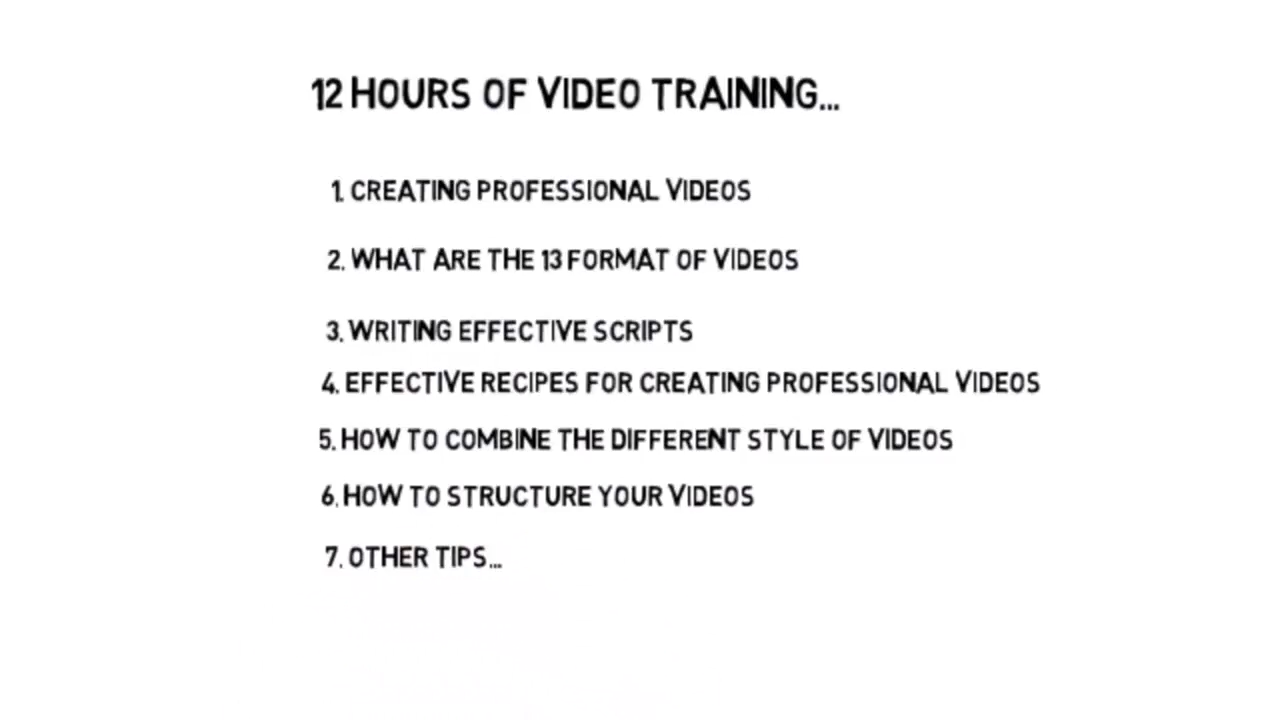 12 HOURS OF VIDEO TRAINING...
1. CREATING PROFESSIONAL VIDEOS
2. WHAT ARE THE 13 FORMAT OF VIDEOS
3. WRITING EFFECTIVE SCRIPTS
4. EFFECTIVE RECIPES FOR CREATING PROFESSIONAL VIDEOS
5. HOW TO COMBINE THE DIFFERENT STYLE OF VIDEOS
6. HOW TO STRUCTURE YOUR VIDEOS
7. OTHER TIPS...